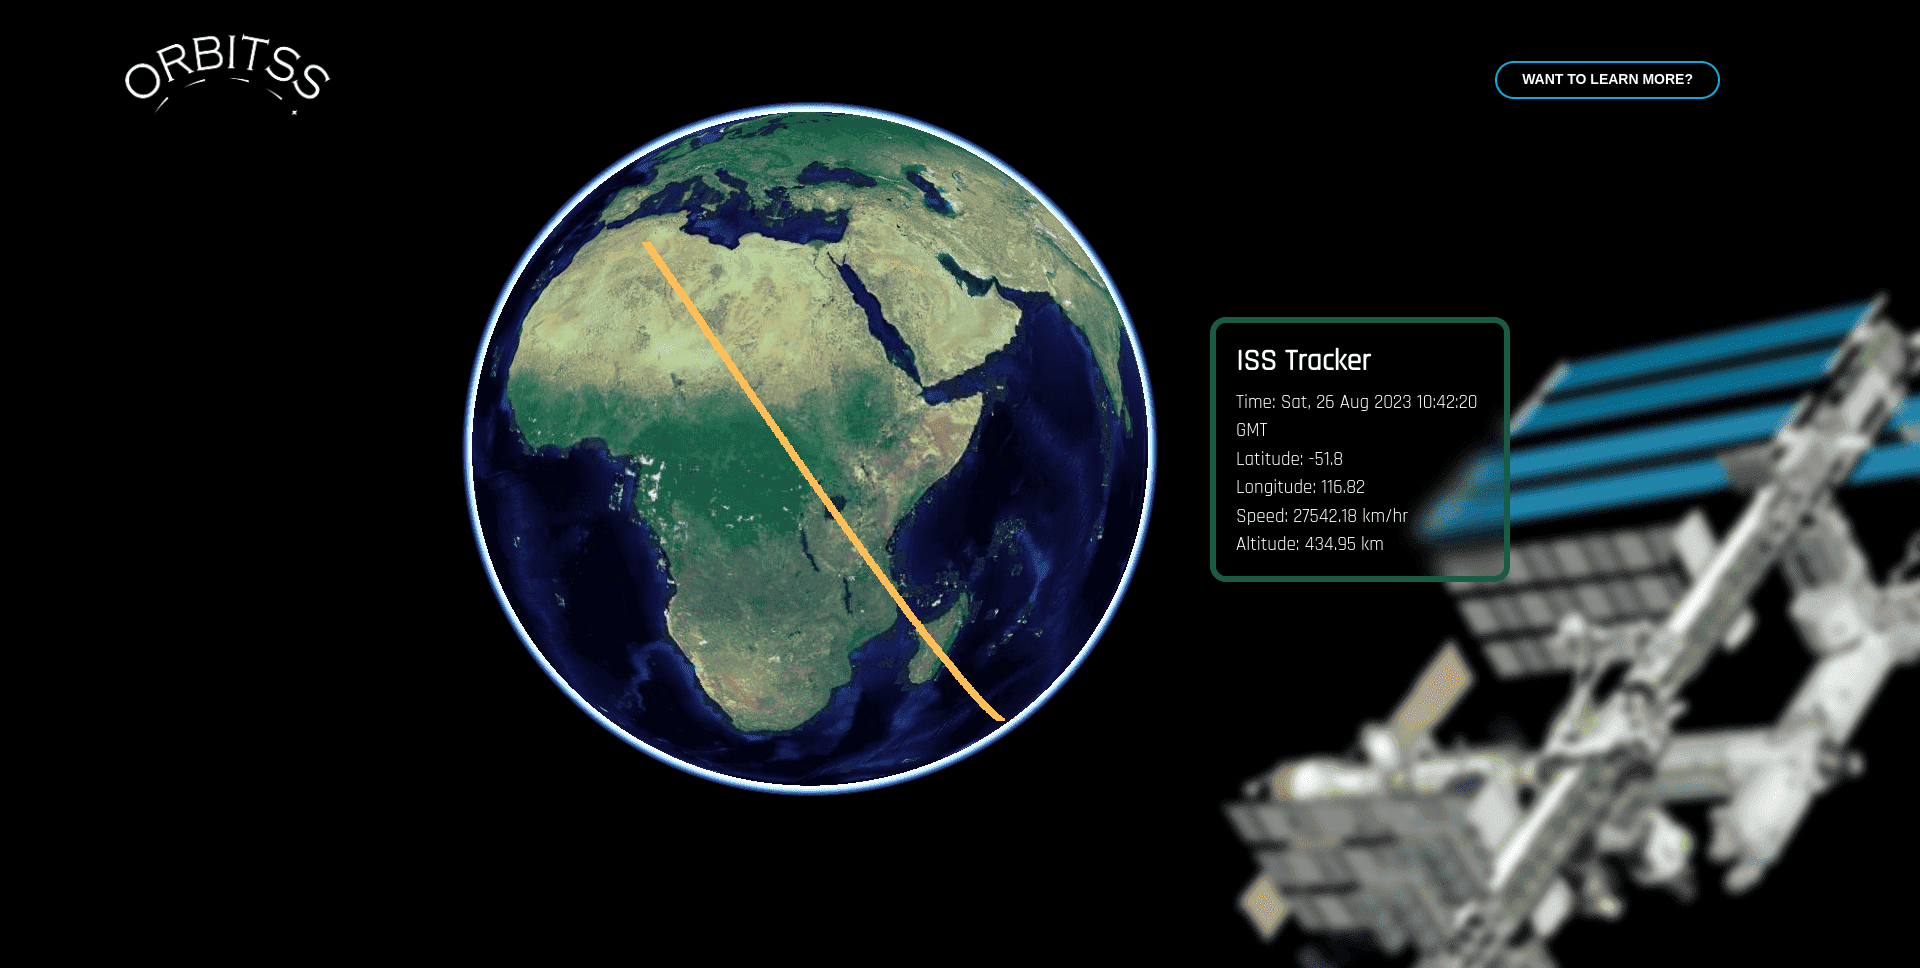 ORBITSS
WANT TO LEARN MORE?
ISS Tracker
Time: Sat, 26 Aug 2023 10:42:20
GMT
Latitude: -51.8
Longitude: 116.82
Speed: 27542.18 km/hr
Altitude: 434.95 km